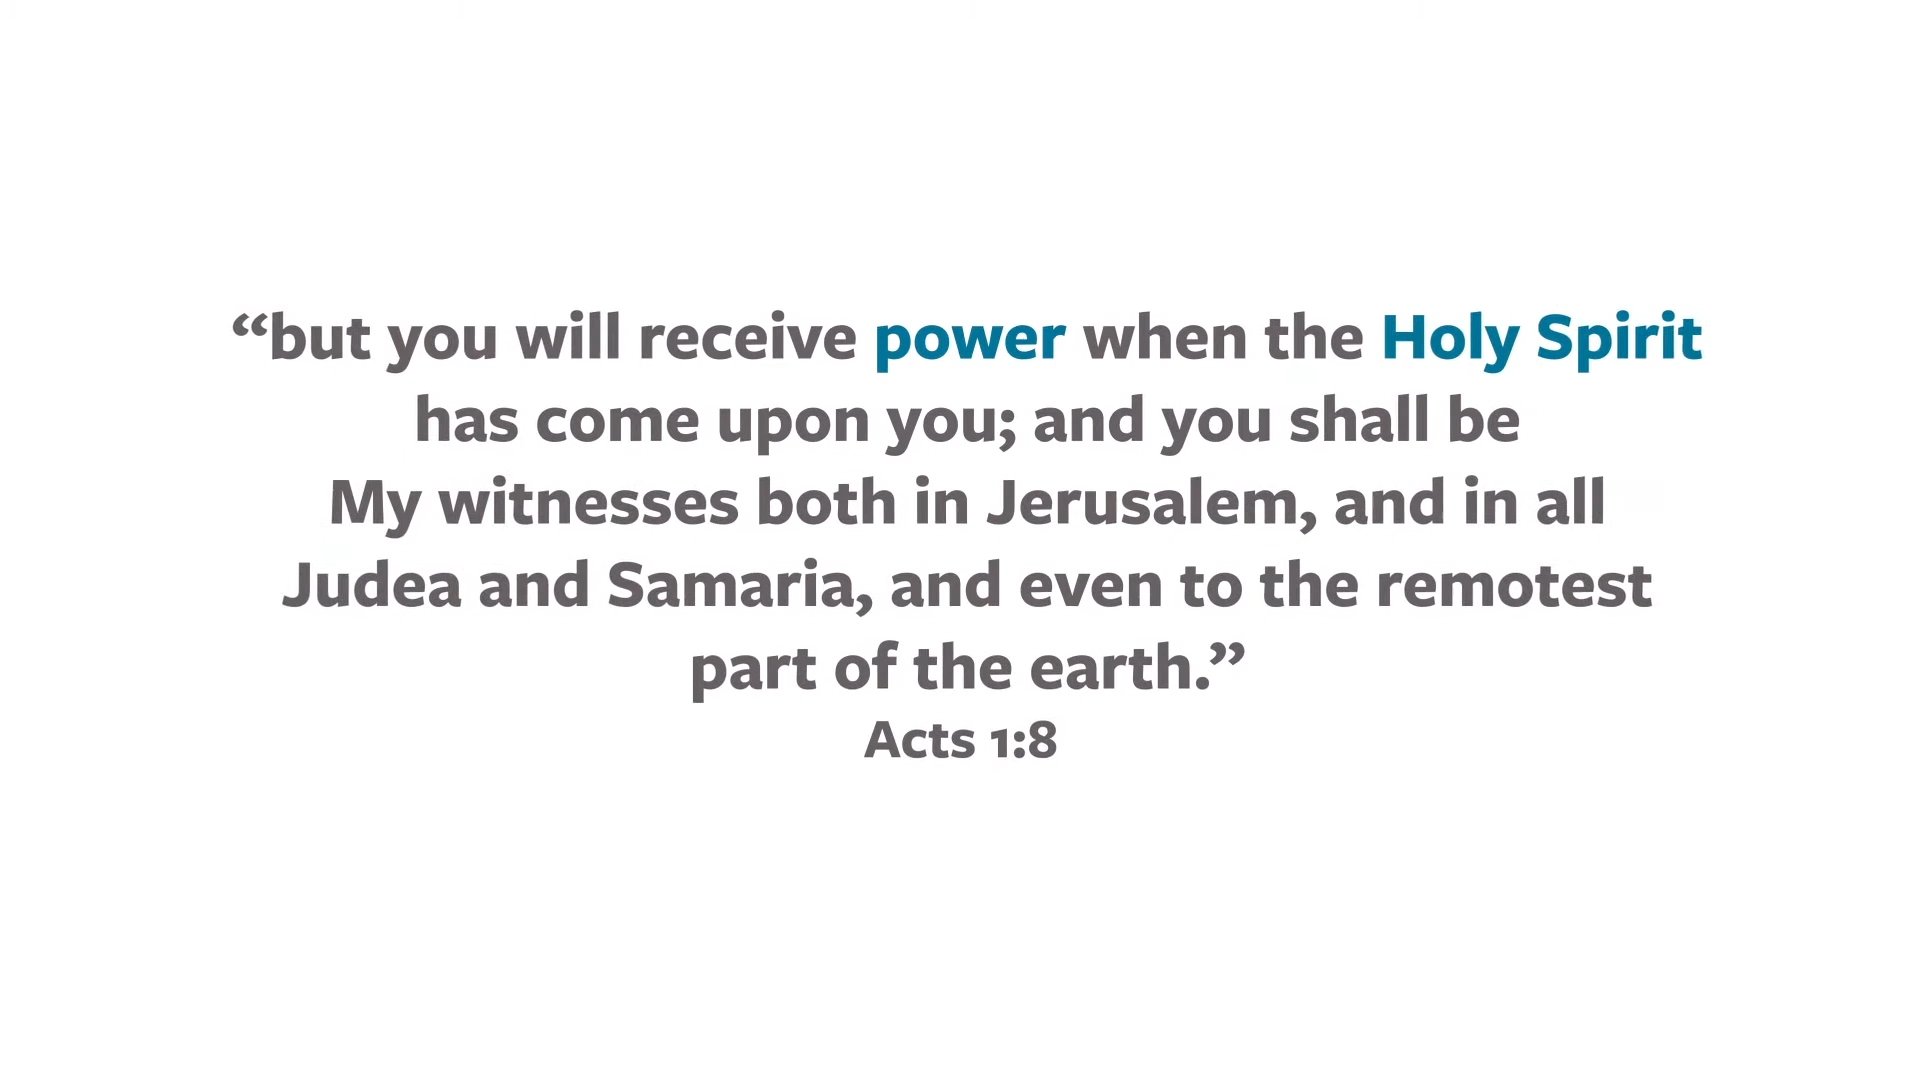 “but you will receive power when the Holy Spirit
has come upon you; and you shall be
My witnesses both in Jerusalem, and in all
Judea and Samaria, and even to the remotest
part of the earth.”
Acts 1:8